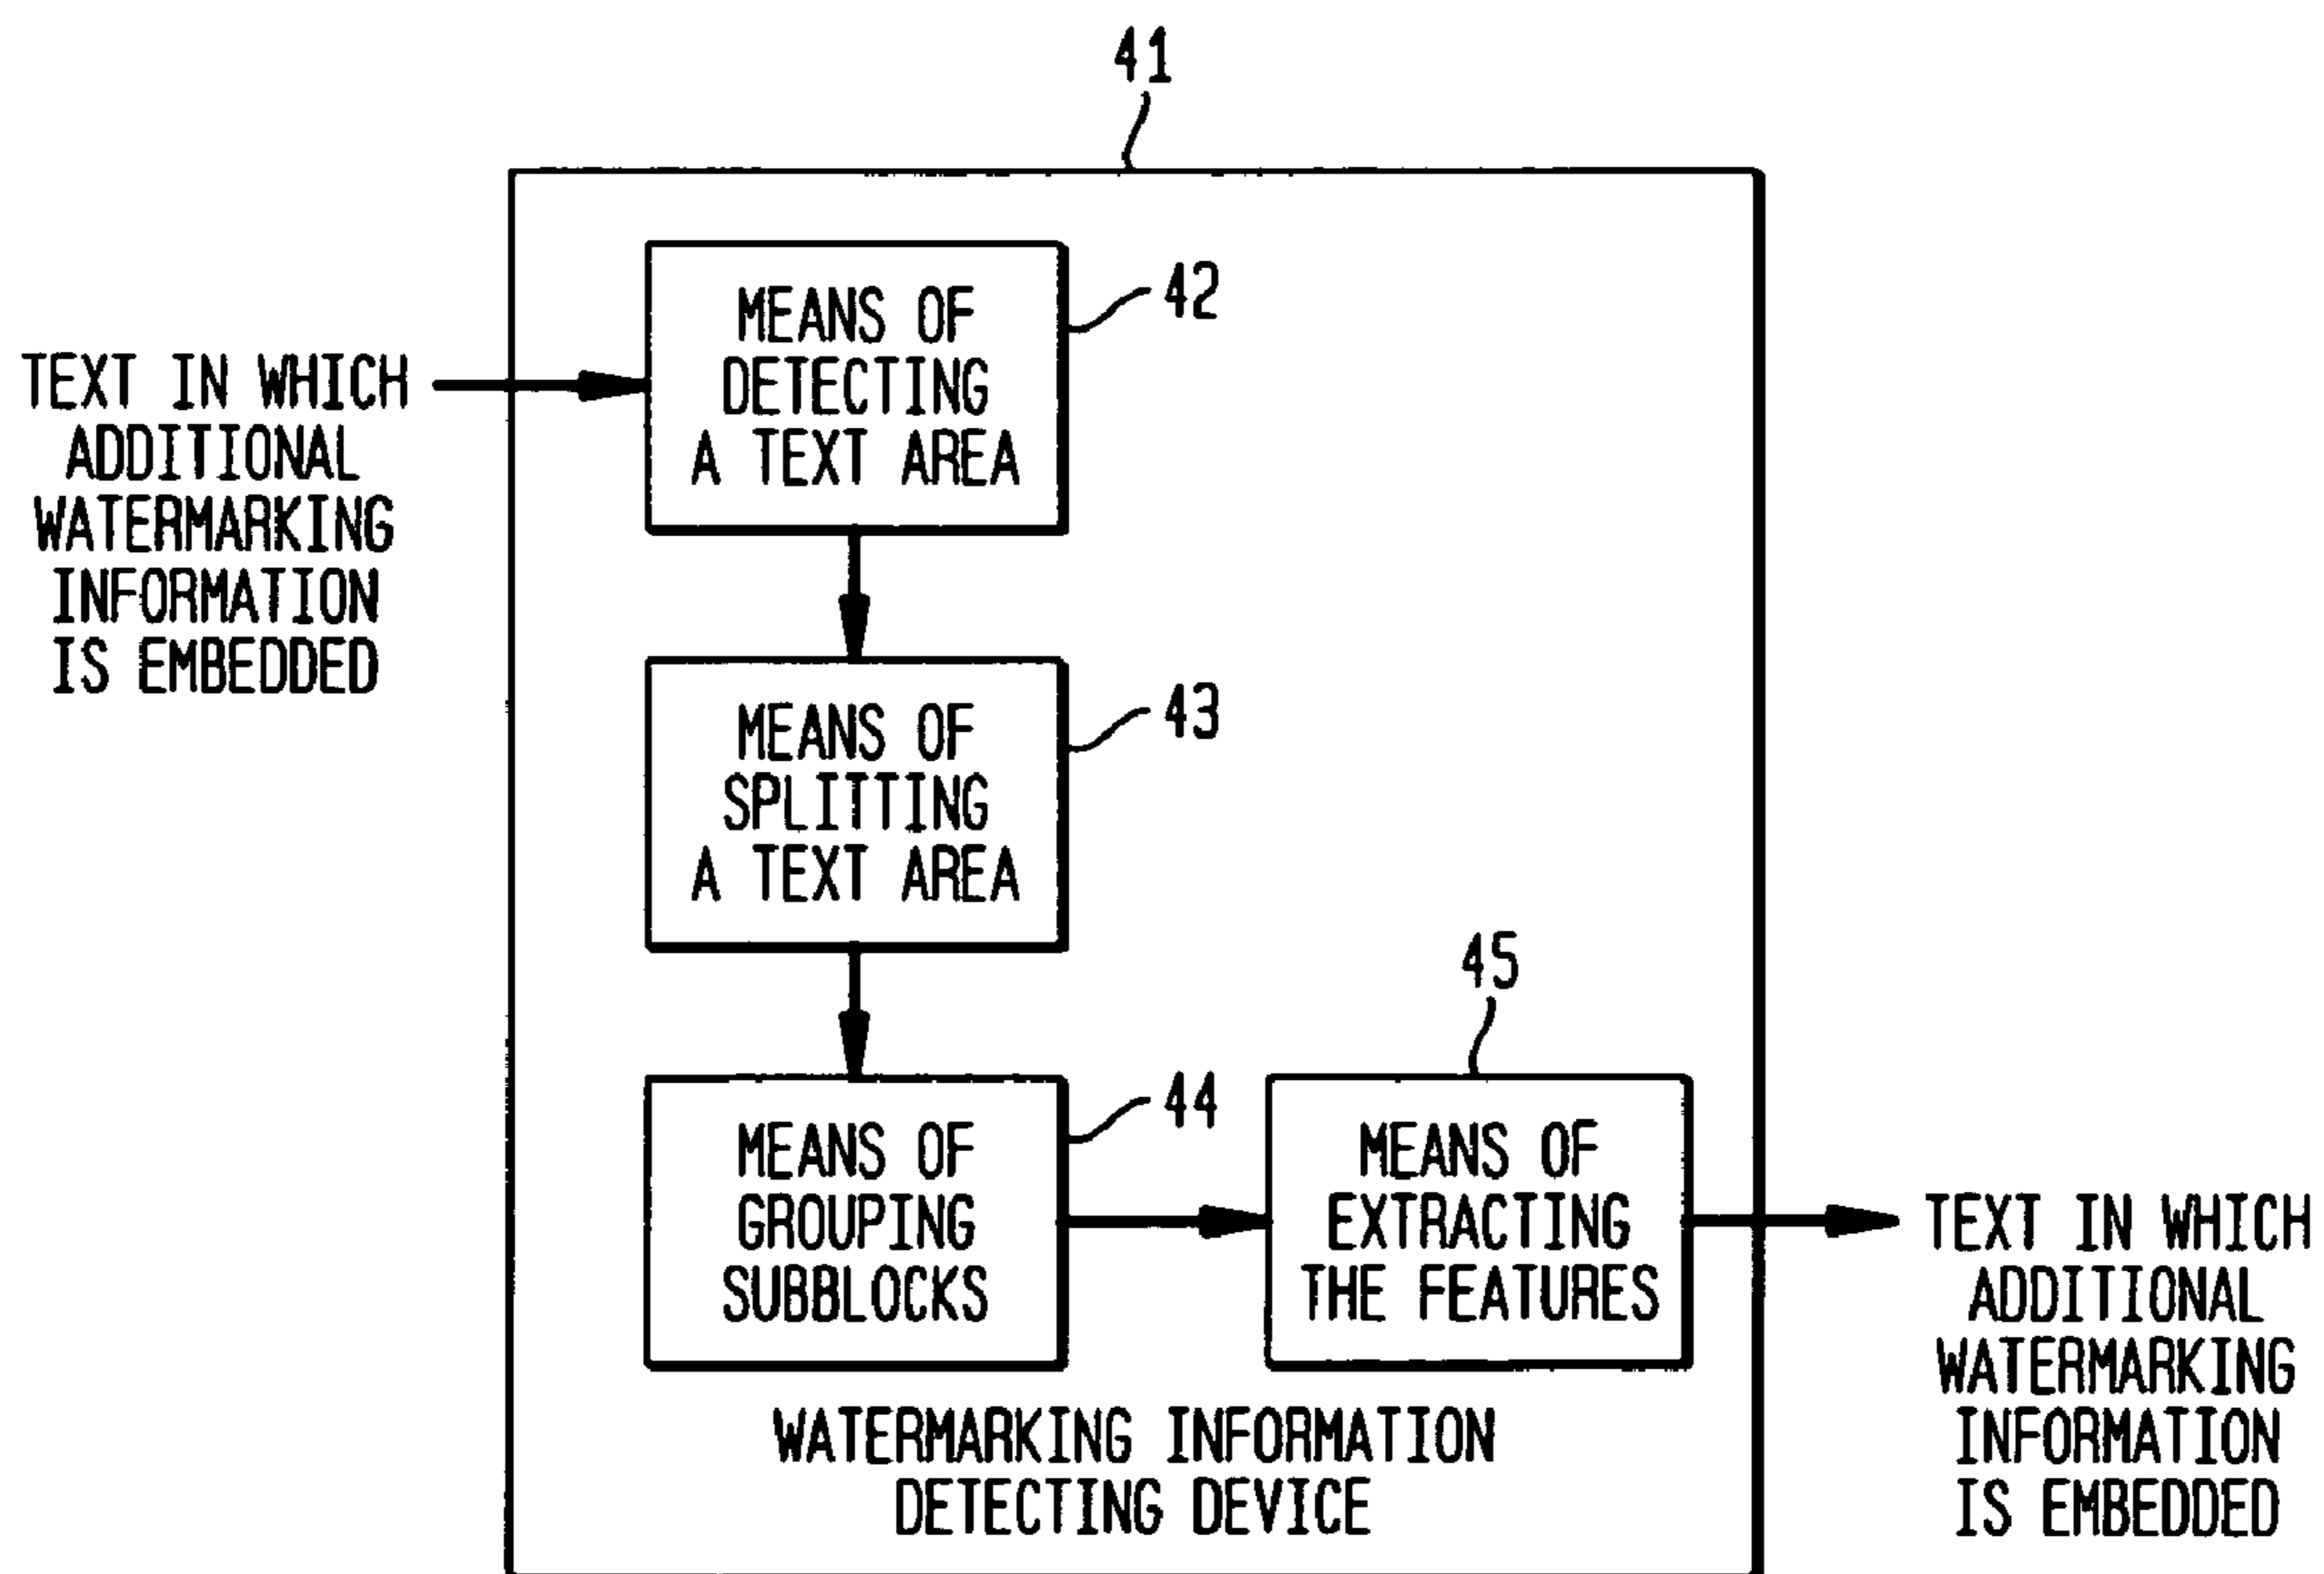 41
MEANS OF
DETECTING
A TEXT AREA
42
TEXT IN WHICH
ADDITIONAL
WATERMARKING
INFORMATION
IS EMBEDDED
MEANS OF
SPLITTING
A TEXT AREA
43
MEANS OF
GROUPING
SUBBLOCKS
44
45
MEANS OF
EXTRACTING
THE FEATURES
TEXT IN WHICH
ADDITIONAL
WATERMARKING
INFORMATION
IS EMBEDDED
WATERMARKING INFORMATION
DETECTING DEVICE